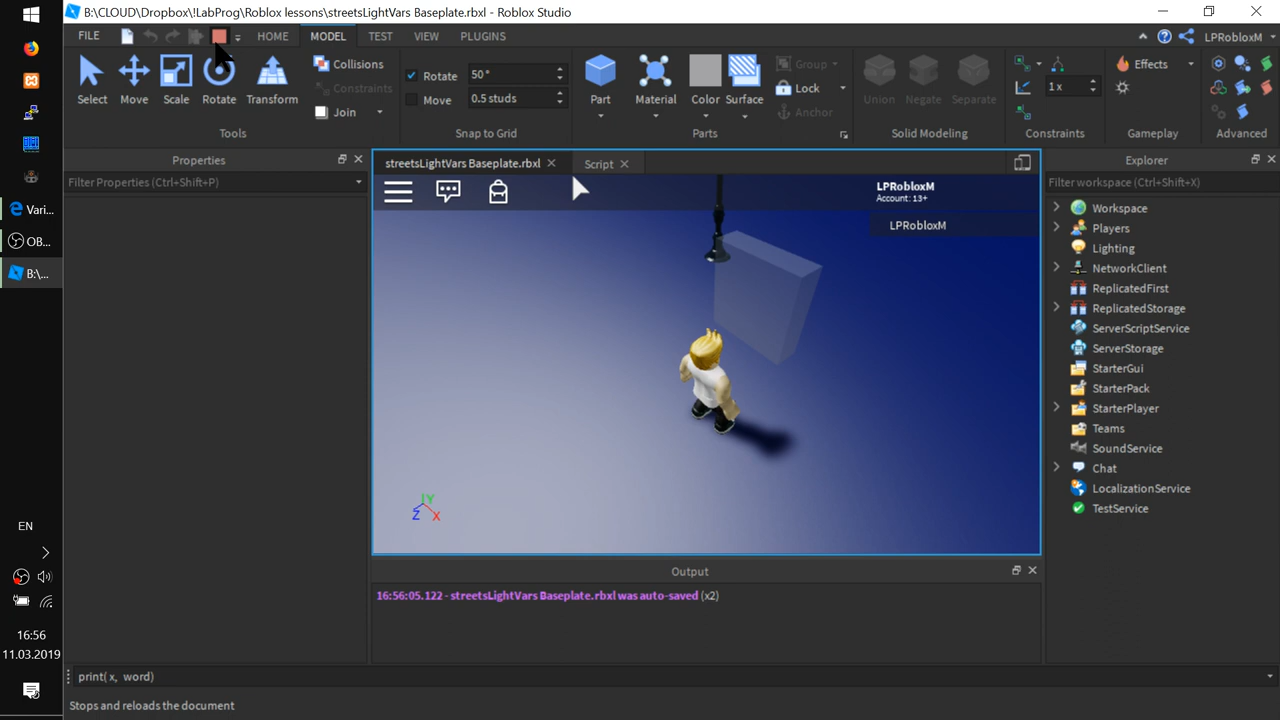 B:\CLOUD\Dropbox\!LabProg\Roblox lessons\streetsLightVars Baseplate.rbxl - Roblox Studio
FILE
HOME
MODEL
TEST
VIEW
PLUGINS
LPRobloxM
Select
Move
Scale
Rotate
Transform
Collisions
Constraints
Join
Tools
Rotate
50°
Move
0.5 studs
Snap to Grid
Part
Material
Color
Surface
Group
Lock
Anchor
Parts
Union
Negate
Separate
Solid Modeling
1 x
Constraints
Effects
Gameplay
Advanced
Properties
Filter Properties (Ctrl+Shift+P)
streetsLightVars Baseplate.rbxl
Script
LPRobloxM
Account: 13+
LPRobloxM
Y
Z
X
Explorer
Filter workspace (Ctrl+Shift+X)
Workspace
Players
Lighting
NetworkClient
ReplicatedFirst
ReplicatedStorage
ServerScriptService
ServerStorage
StarterGui
StarterPack
StarterPlayer
Teams
SoundService
Chat
LocalizationService
TestService
Output
16:56:05.122 - streetsLightVars Baseplate.rbxl was auto-saved (x2)
print( x, word)
Stops and reloads the document
Vari...
OB...
B:\...
EN
16:56
11.03.2019